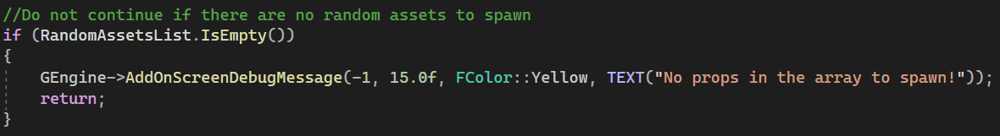 //Do not continue if there are no random assets to spawn
if (RandomAssetsList.IsEmpty())
{
    GEngine->AddOnScreenDebugMessage(-1, 15.0f, FColor::Yellow, TEXT("No props in the array to spawn!"));
    return;
}